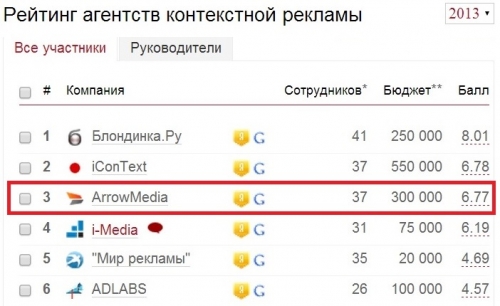 Рейтинг агентств контекстной рекламы
2013
Все участники Руководители
# Компания Сотрудников* Бюджет** Балл
1 Блондинка.Ру G 41 250 000 8.01
2 iConText G 37 550 000 6.78
3 ArrowMedia G 37 300 000 6.77
4 i-Media G 31 75 000 6.19
5 "Мир рекламы" G 35 20 000 4.69
6 ADLABS G 26 100 000 4.57